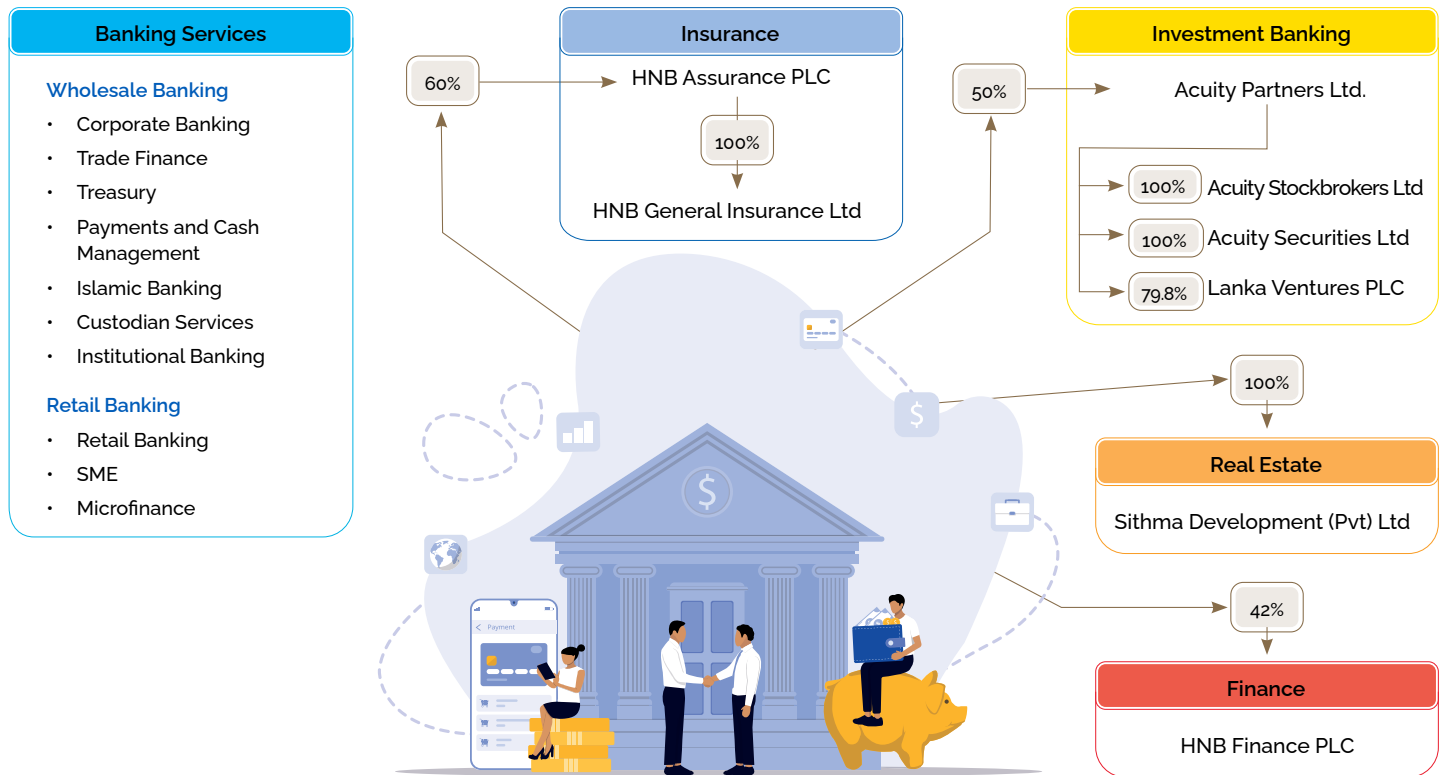 Banking Services
Wholesale Banking
• Corporate Banking
• Trade Finance
• Treasury
• Payments and Cash
Management
• Islamic Banking
• Custodian Services
• Institutional Banking
Retail Banking
• Retail Banking
• SME
• Microfinance
60%
Insurance
HNB Assurance PLC
100%
HNB General Insurance Ltd
50%
Investment Banking
Acuity Partners Ltd.
100% Acuity Stockbrokers Ltd
100% Acuity Securities Ltd
79.8% Lanka Ventures PLC
100%
Real Estate
Sithma Development (Pvt) Ltd
42%
Finance
HNB Finance PLC
$
$
< Payment